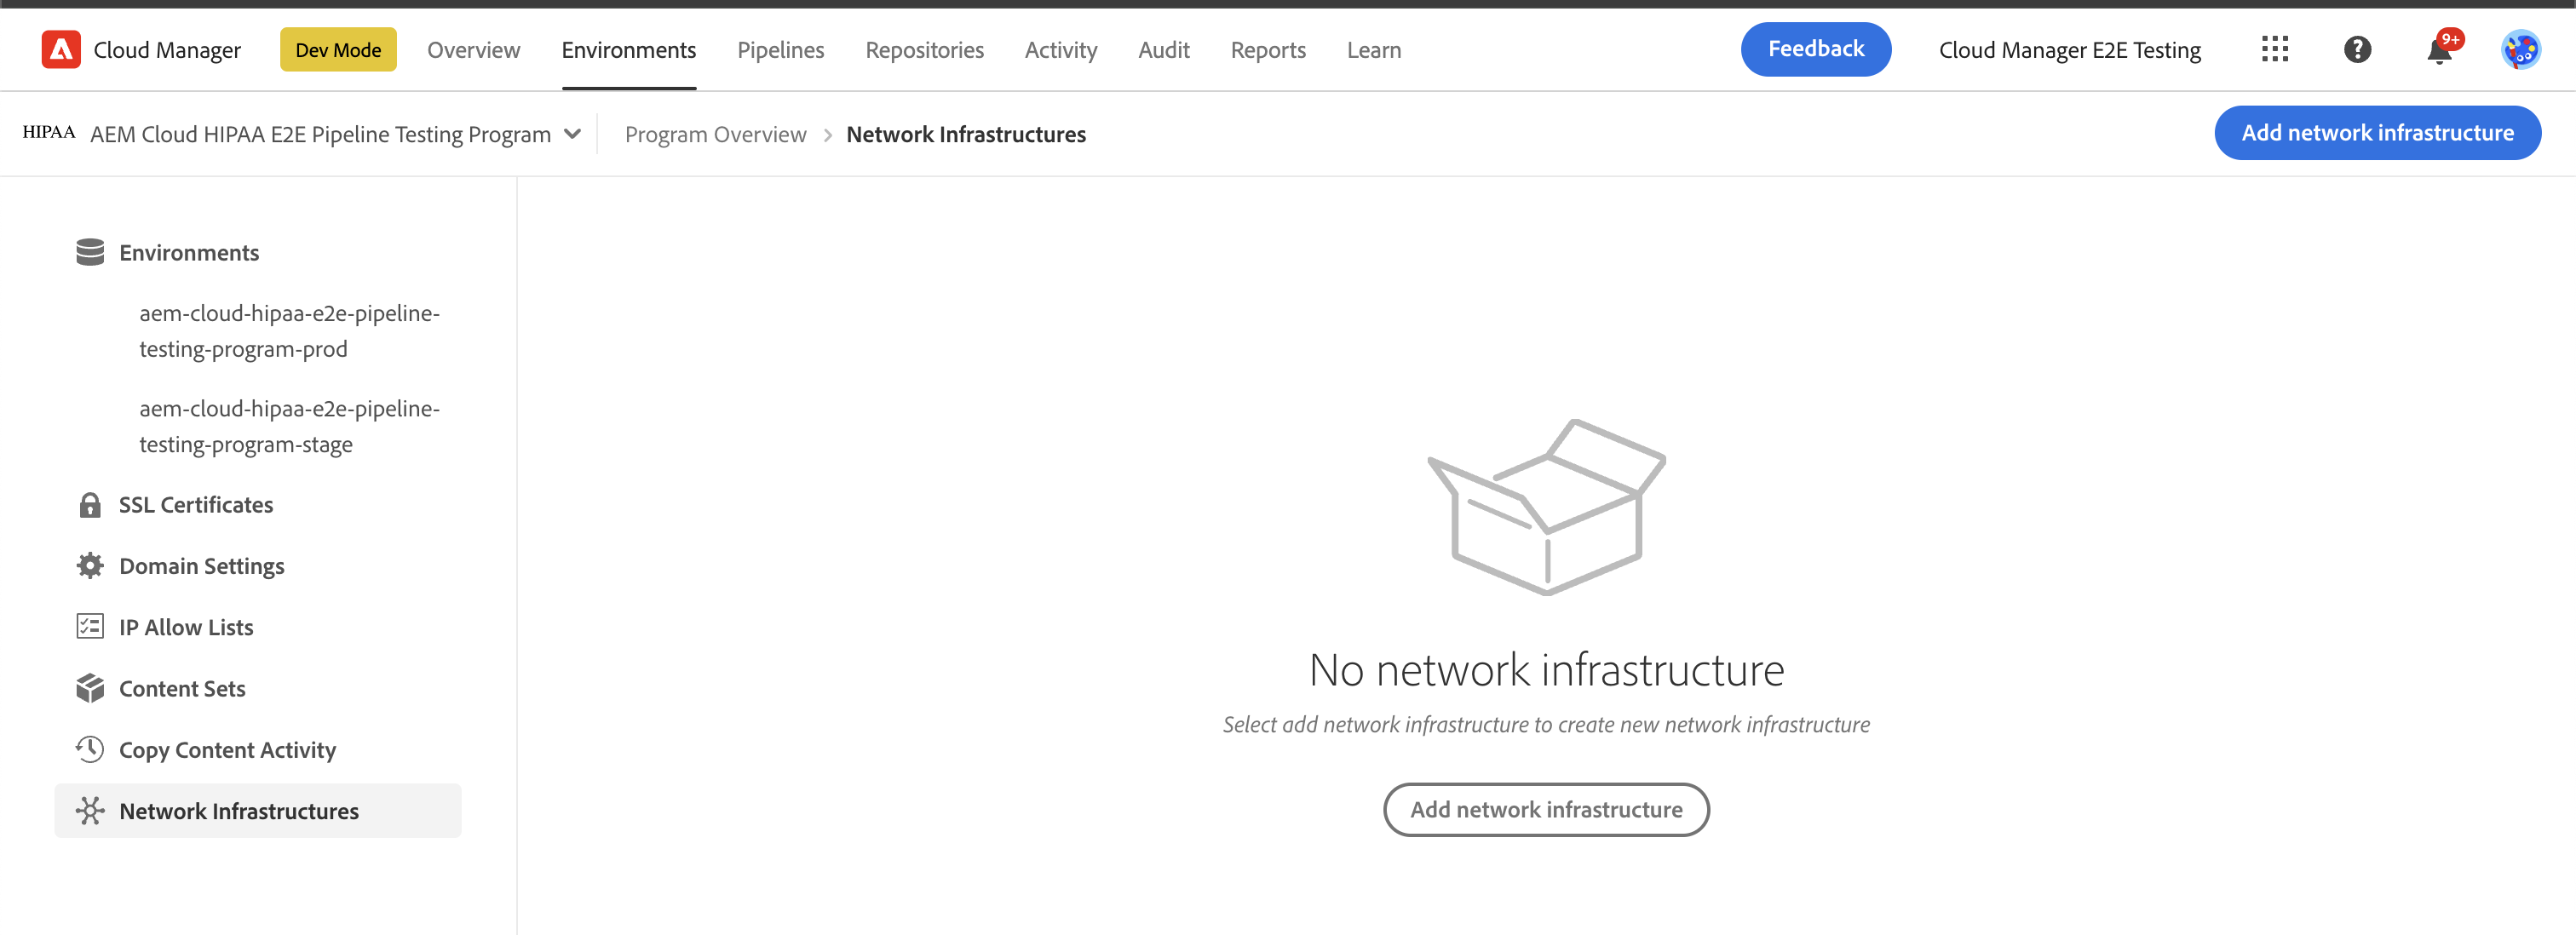 Cloud Manager
Dev Mode
Overview
Environments
Pipelines
Repositories
Activity
Audit
Reports
Learn
Feedback
Cloud Manager E2E Testing
9+
HIPAA
AEM Cloud HIPAA E2E Pipeline Testing Program
Program Overview
Network Infrastructures
Add network infrastructure
Environments
aem-cloud-hipaa-e2e-pipeline-
testing-program-prod
aem-cloud-hipaa-e2e-pipeline-
testing-program-stage
SSL Certificates
Domain Settings
IP Allow Lists
Content Sets
Copy Content Activity
Network Infrastructures
No network infrastructure
Select add network infrastructure to create new network infrastructure
Add network infrastructure